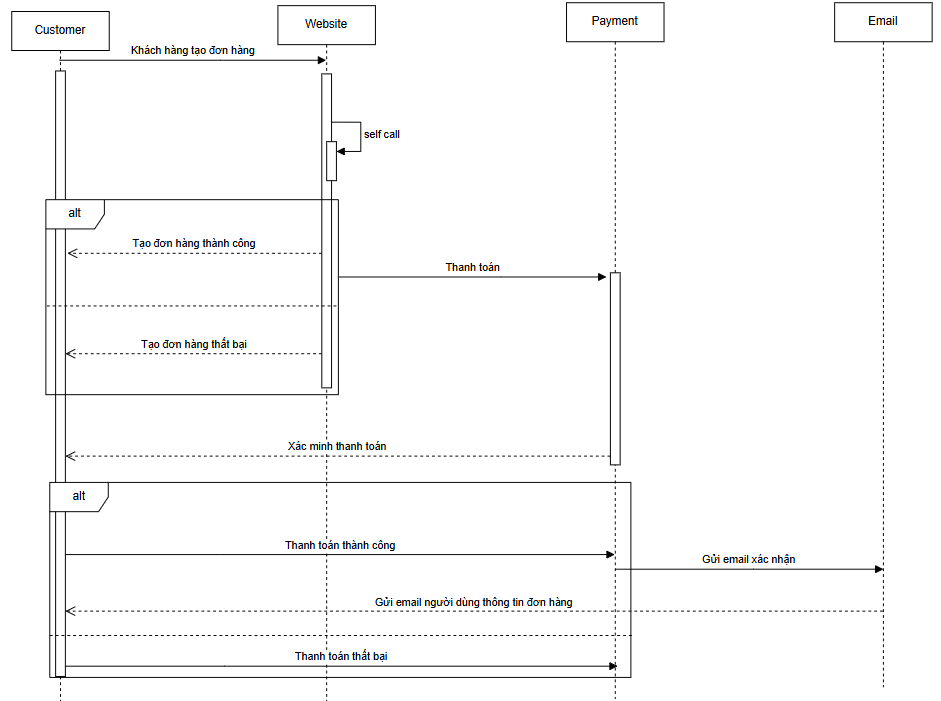 Customer
Website
Payment
Email
Khách hàng tạo đơn hàng
self call
alt
Tạo đơn hàng thành công
Thanh toán
Tạo đơn hàng thất bại
Xác minh thanh toán
alt
Thanh toán thành công
Gửi email xác nhận
Gửi email người dùng thông tin đơn hàng
Thanh toán thất bại